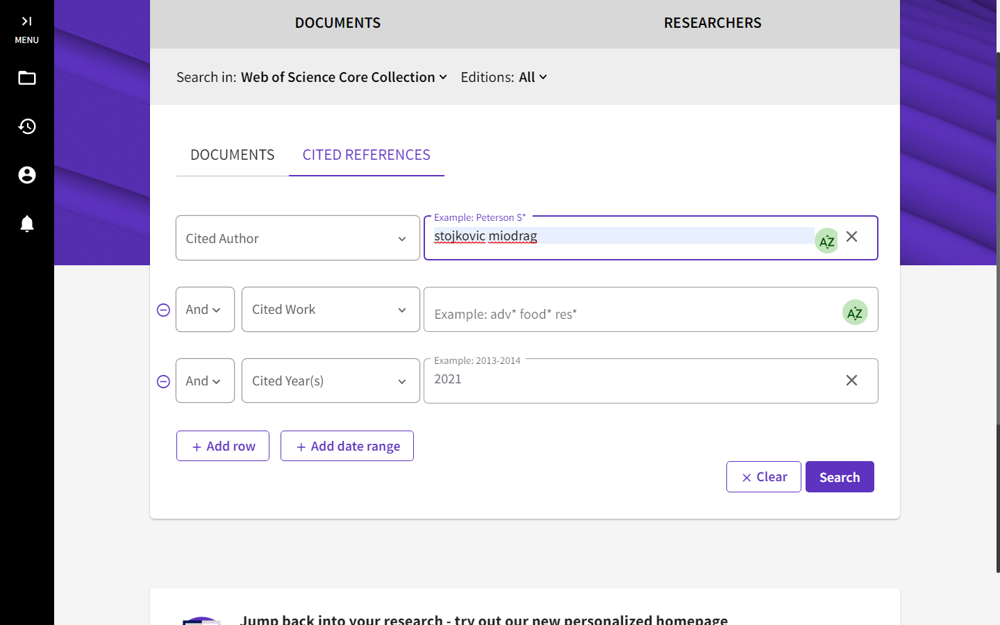 MENU
DOCUMENTS
RESEARCHERS
Search in: Web of Science Core Collection Editions: All
DOCUMENTS
CITED REFERENCES
Cited Author
Example: Peterson S*
stojkovic miodrag
AZ
And
Cited Work
Example: adv* food* res*
AZ
And
Cited Year(s)
Example: 2013-2014
2021
+ Add row
+ Add date range
× Clear
Search
Jump back into your research - try out our new personalized homepage